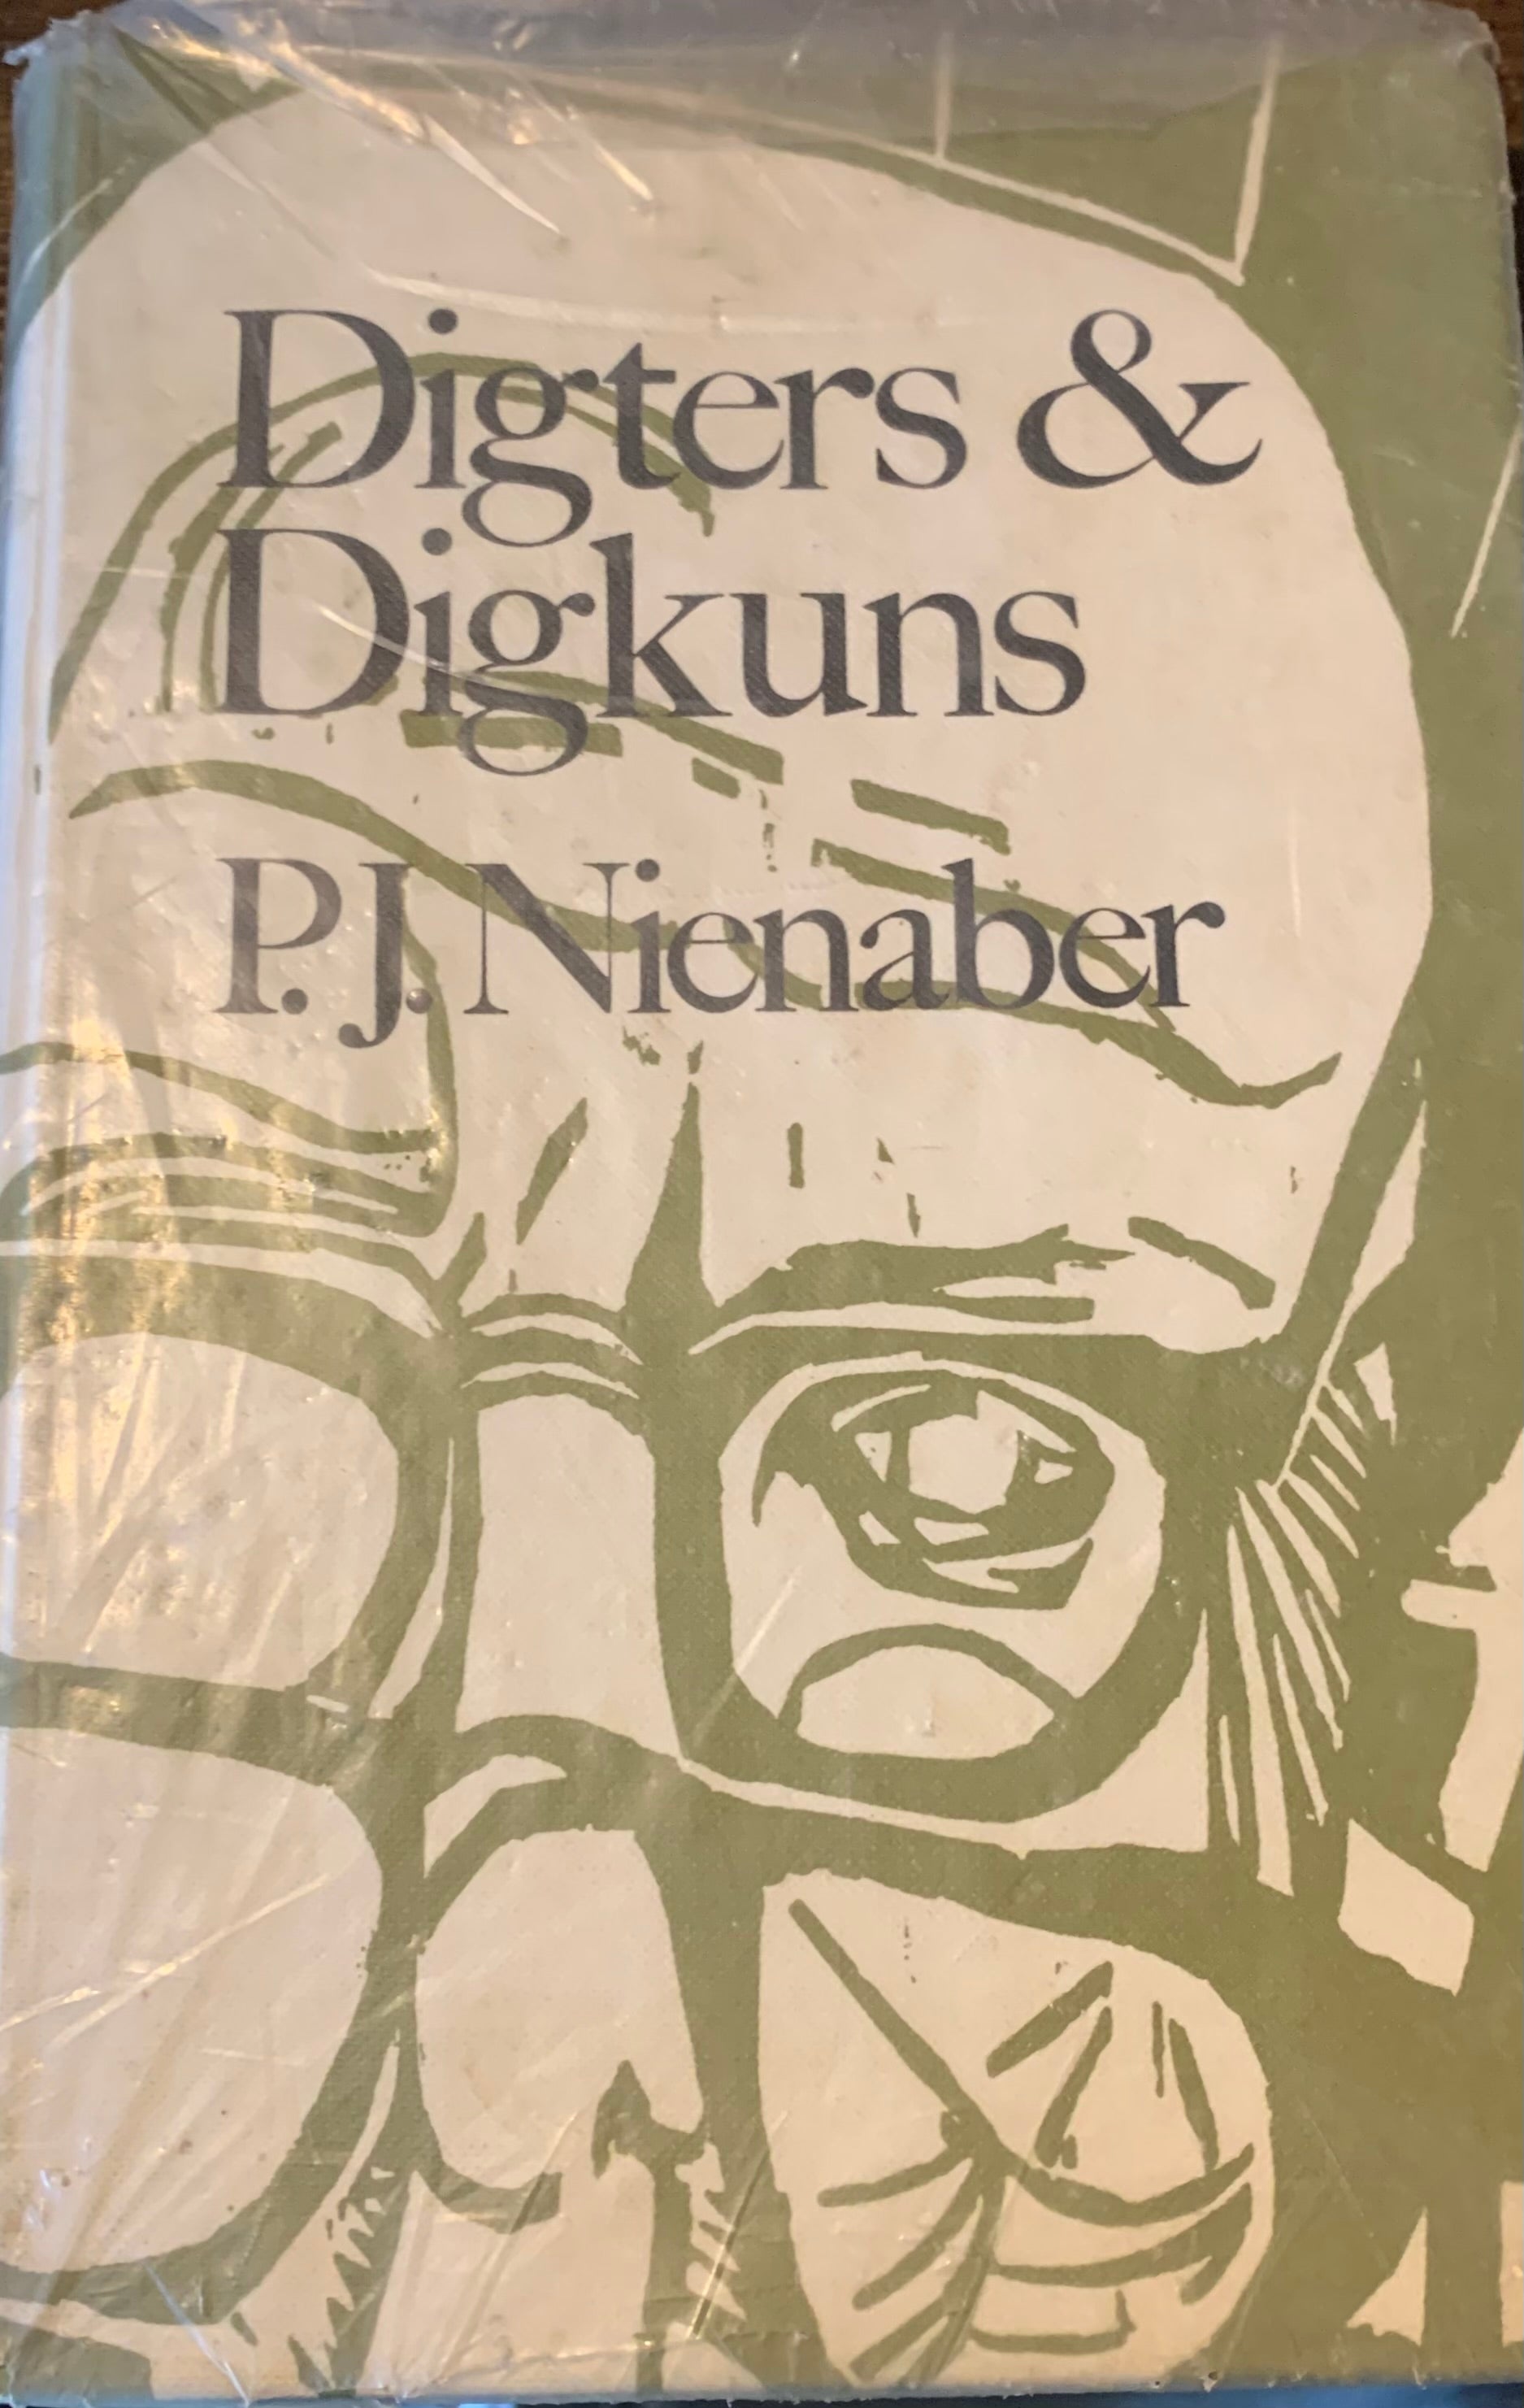 Digters &
Digkuns
P.J. Nienaber